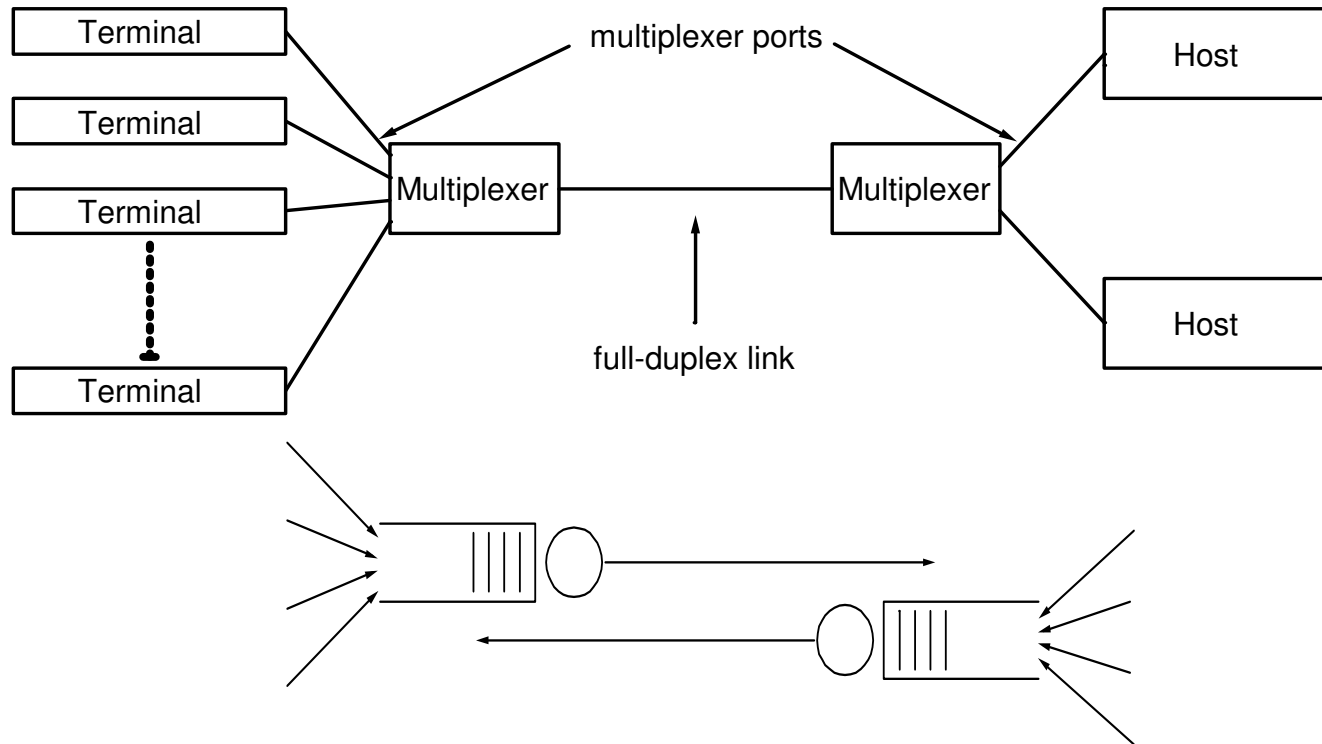 Terminal
multiplexer ports
Host
Terminal
Multiplexer
Multiplexer
Terminal
full-duplex link
Host
Terminal